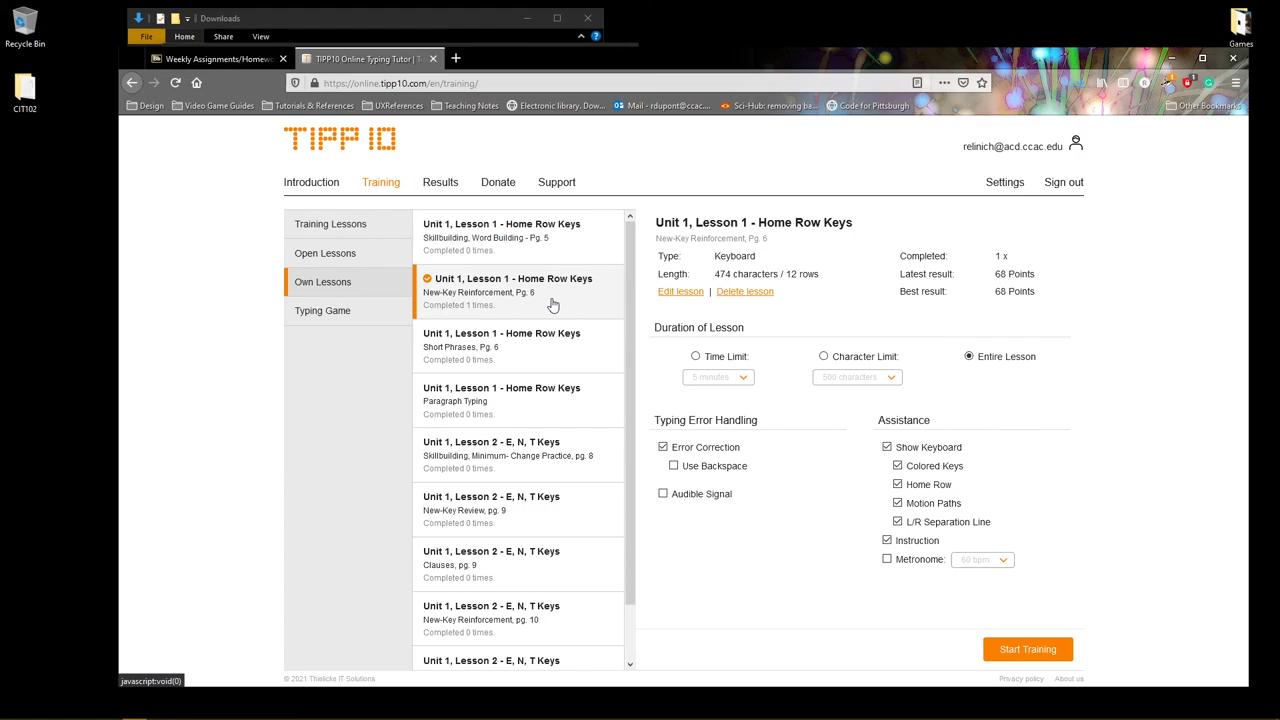 Recycle Bin
CIT102
Games
Downloads
File
Home
Share
View
Weekly Assignments/Homew
TIPP10 Online Typing Tutor | T
https://online.tipp10.com/en/training/
Design
Video Game Guides
Tutorials & References
UXReferences
Teaching Notes
Electronic library. Dow...
Mail - rdupont@ccac....
Sci-Hub: removing ba...
Code for Pittsburgh
Other Bookmarks
TIPP10
relinich@acd.ccac.edu
Introduction
Training
Results
Donate
Support
Settings
Sign out
Training Lessons
Open Lessons
Own Lessons
Typing Game
Unit 1, Lesson 1 - Home Row Keys
Skillbuilding, Word Building - Pg. 5
Completed 0 times.
Unit 1, Lesson 1 - Home Row Keys
New-Key Reinforcement, Pg. 6
Completed 1 times.
Unit 1, Lesson 1 - Home Row Keys
Short Phrases, Pg. 6
Completed 0 times.
Unit 1, Lesson 1 - Home Row Keys
Paragraph Typing
Completed 0 times.
Unit 1, Lesson 2 - E, N, T Keys
Skillbuilding, Minimum- Change Practice, pg. 8
Completed 0 times.
Unit 1, Lesson 2 - E, N, T Keys
New-Key Review, pg. 9
Completed 0 times.
Unit 1, Lesson 2 - E, N, T Keys
Clauses, pg. 9
Completed 0 times.
Unit 1, Lesson 2 - E, N, T Keys
New-Key Reinforcement, pg. 10
Completed 0 times.
Unit 1, Lesson 2 - E, N, T Keys
Unit 1, Lesson 1 - Home Row Keys
New-Key Reinforcement, Pg. 6
Type: Keyboard
Completed: 1 x
Length: 474 characters / 12 rows
Latest result: 68 Points
Edit lesson | Delete lesson
Best result: 68 Points
Duration of Lesson
Time Limit:
Character Limit:
Entire Lesson
5 minutes
500 characters
Typing Error Handling
Assistance
Error Correction
Show Keyboard
Use Backspace
Colored Keys
Home Row
Audible Signal
Motion Paths
L/R Separation Line
Instruction
Metronome:
60 bpm
Start Training
javascript:void(0)
© 2021 Thielicke IT Solutions
Privacy policy
About us